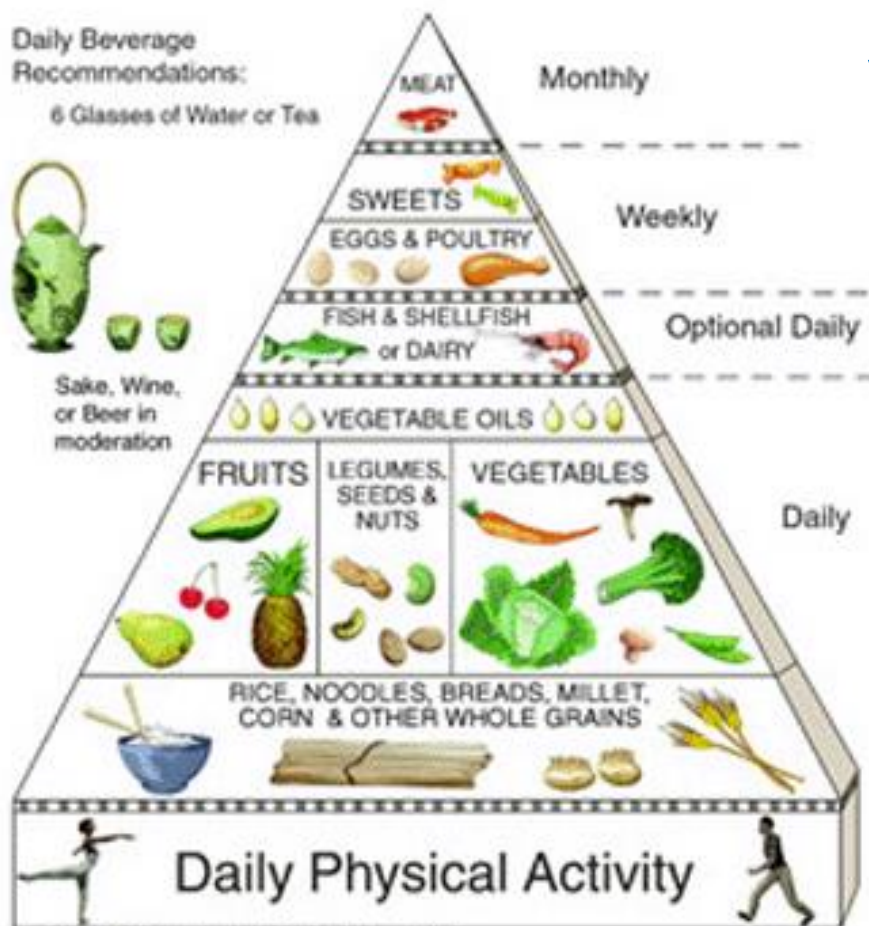 Daily Beverage
Recommendations:
6 Glasses of Water or Tea
Sake, Wine,
or Beer in
moderation
MEAT
Monthly
SWEETS
EGGS & POULTRY
Weekly
FISH & SHELLFISH
or DAIRY
Optional Daily
VEGETABLE OILS
FRUITS
LEGUMES,
SEEDS &
NUTS
VEGETABLES
Daily
RICE, NOODLES, BREADS, MILLET,
CORN & OTHER WHOLE GRAINS
Daily Physical Activity